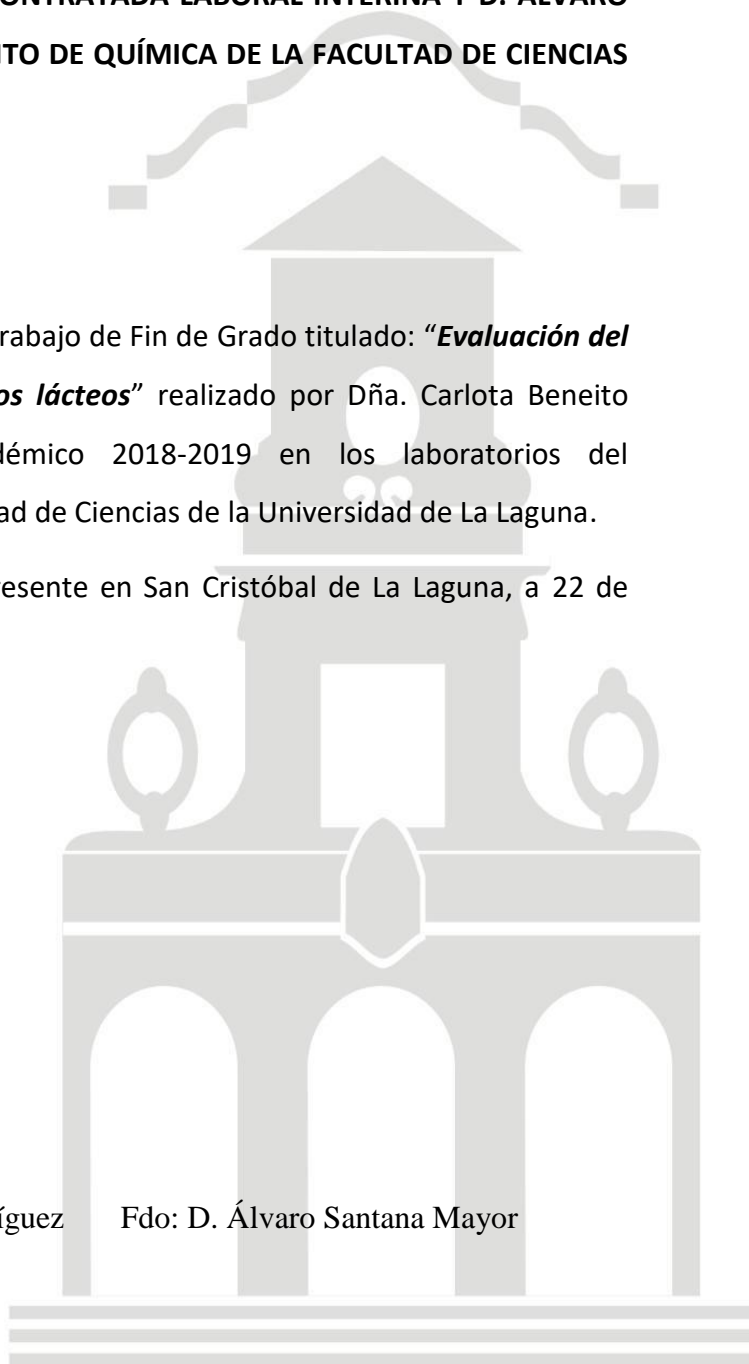 CONTRATADA LABORAL INTERINA Y D. ÁLVARO
TO DE QUÍMICA DE LA FACULTAD DE CIENCIAS
rabajo de Fin de Grado titulado: “Evaluación del
os lácteos” realizado por Dña. Carlota Beneito
démico 2018-2019 en los laboratorios del
ad de Ciencias de la Universidad de La Laguna.
resente en San Cristóbal de La Laguna, a 22 de
íguez Fdo: D. Álvaro Santana Mayor